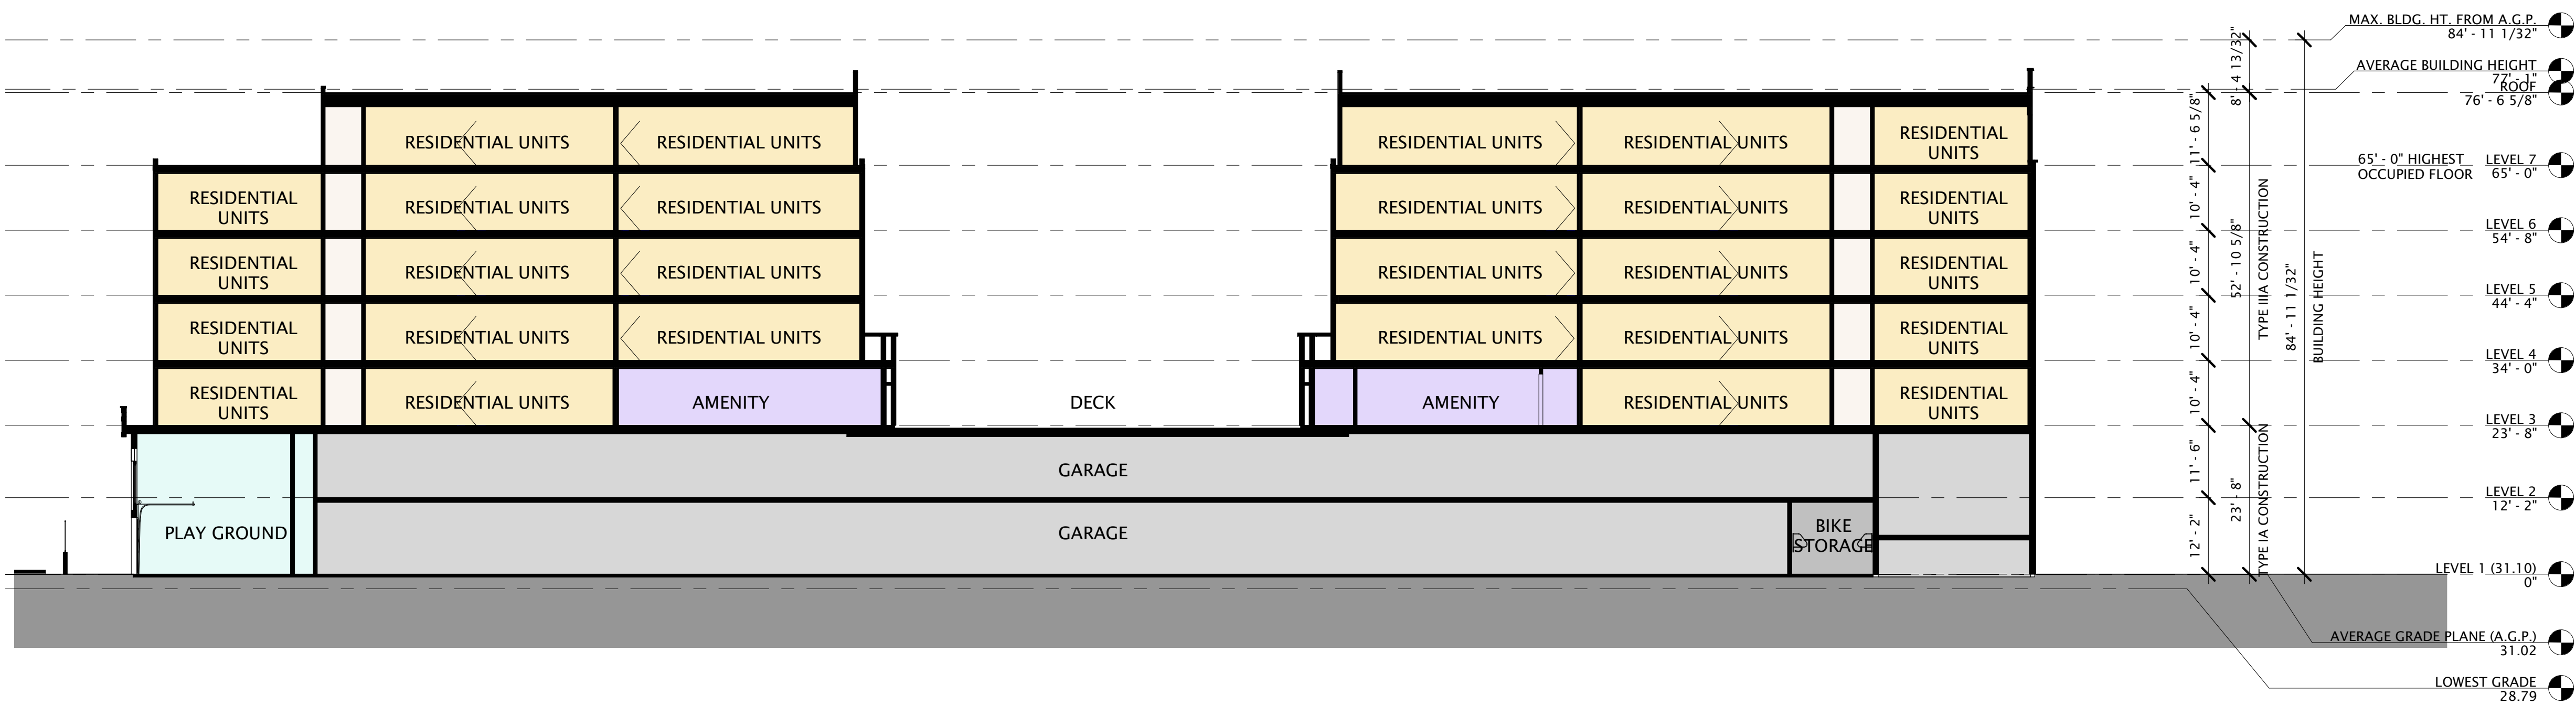 MAX. BLDG. HT. FROM A.G.P.
84' - 11 1/32"
AVERAGE BUILDING HEIGHT
77' - 1"
ROOF
76' - 6 5/8"
8' - 4 13/32"
11' - 6 5/8"
RESIDENTIAL UNITS
RESIDENTIAL UNITS
RESIDENTIAL UNITS
RESIDENTIAL UNITS
RESIDENTIAL
UNITS
65' - 0" HIGHEST
OCCUPIED FLOOR
LEVEL 7
65' - 0"
RESIDENTIAL
UNITS
RESIDENTIAL UNITS
RESIDENTIAL UNITS
RESIDENTIAL UNITS
RESIDENTIAL UNITS
RESIDENTIAL
UNITS
10' - 4"
LEVEL 6
54' - 8"
RESIDENTIAL
UNITS
RESIDENTIAL UNITS
RESIDENTIAL UNITS
RESIDENTIAL UNITS
RESIDENTIAL UNITS
RESIDENTIAL
UNITS
10' - 4"
52' - 10 5/8"
TYPE IIIA CONSTRUCTION
84' - 11 1/32"
BUILDING HEIGHT
LEVEL 5
44' - 4"
RESIDENTIAL
UNITS
RESIDENTIAL UNITS
RESIDENTIAL UNITS
RESIDENTIAL UNITS
RESIDENTIAL UNITS
RESIDENTIAL
UNITS
10' - 4"
LEVEL 4
34' - 0"
RESIDENTIAL
UNITS
RESIDENTIAL UNITS
AMENITY
DECK
AMENITY
RESIDENTIAL UNITS
RESIDENTIAL
UNITS
10' - 4"
LEVEL 3
23' - 8"
GARAGE
11' - 6"
23' - 8"
TYPE IA CONSTRUCTION
LEVEL 2
12' - 2"
PLAY GROUND
GARAGE
BIKE
STORAGE
12' - 2"
LEVEL 1 (31.10)
0"
AVERAGE GRADE PLANE (A.G.P.)
31.02
LOWEST GRADE
28.79